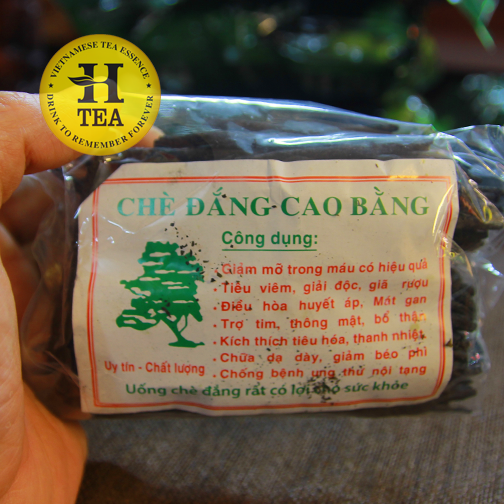 VIETNAMESE TEA ESSENCE
H
TEA
DRINK TO REMEMBER FOREVER
CHÈ ĐẮNG CAO BẰNG
Công dụng:
. Giảm mỡ trong máu có hiệu quả
. Tiêu viêm, giải độc, giã rượu
. Điều hòa huyết áp, Mát gan
. Trợ tim, thông mật, bổ thận
. Kích thích tiêu hóa, thanh nhiệt
. Chữa dạ dày, giảm béo phì
. Chống bệnh ung thư nội tạng
Uy tín - Chất lượng
Uống chè đắng rất có lợi cho sức khỏe